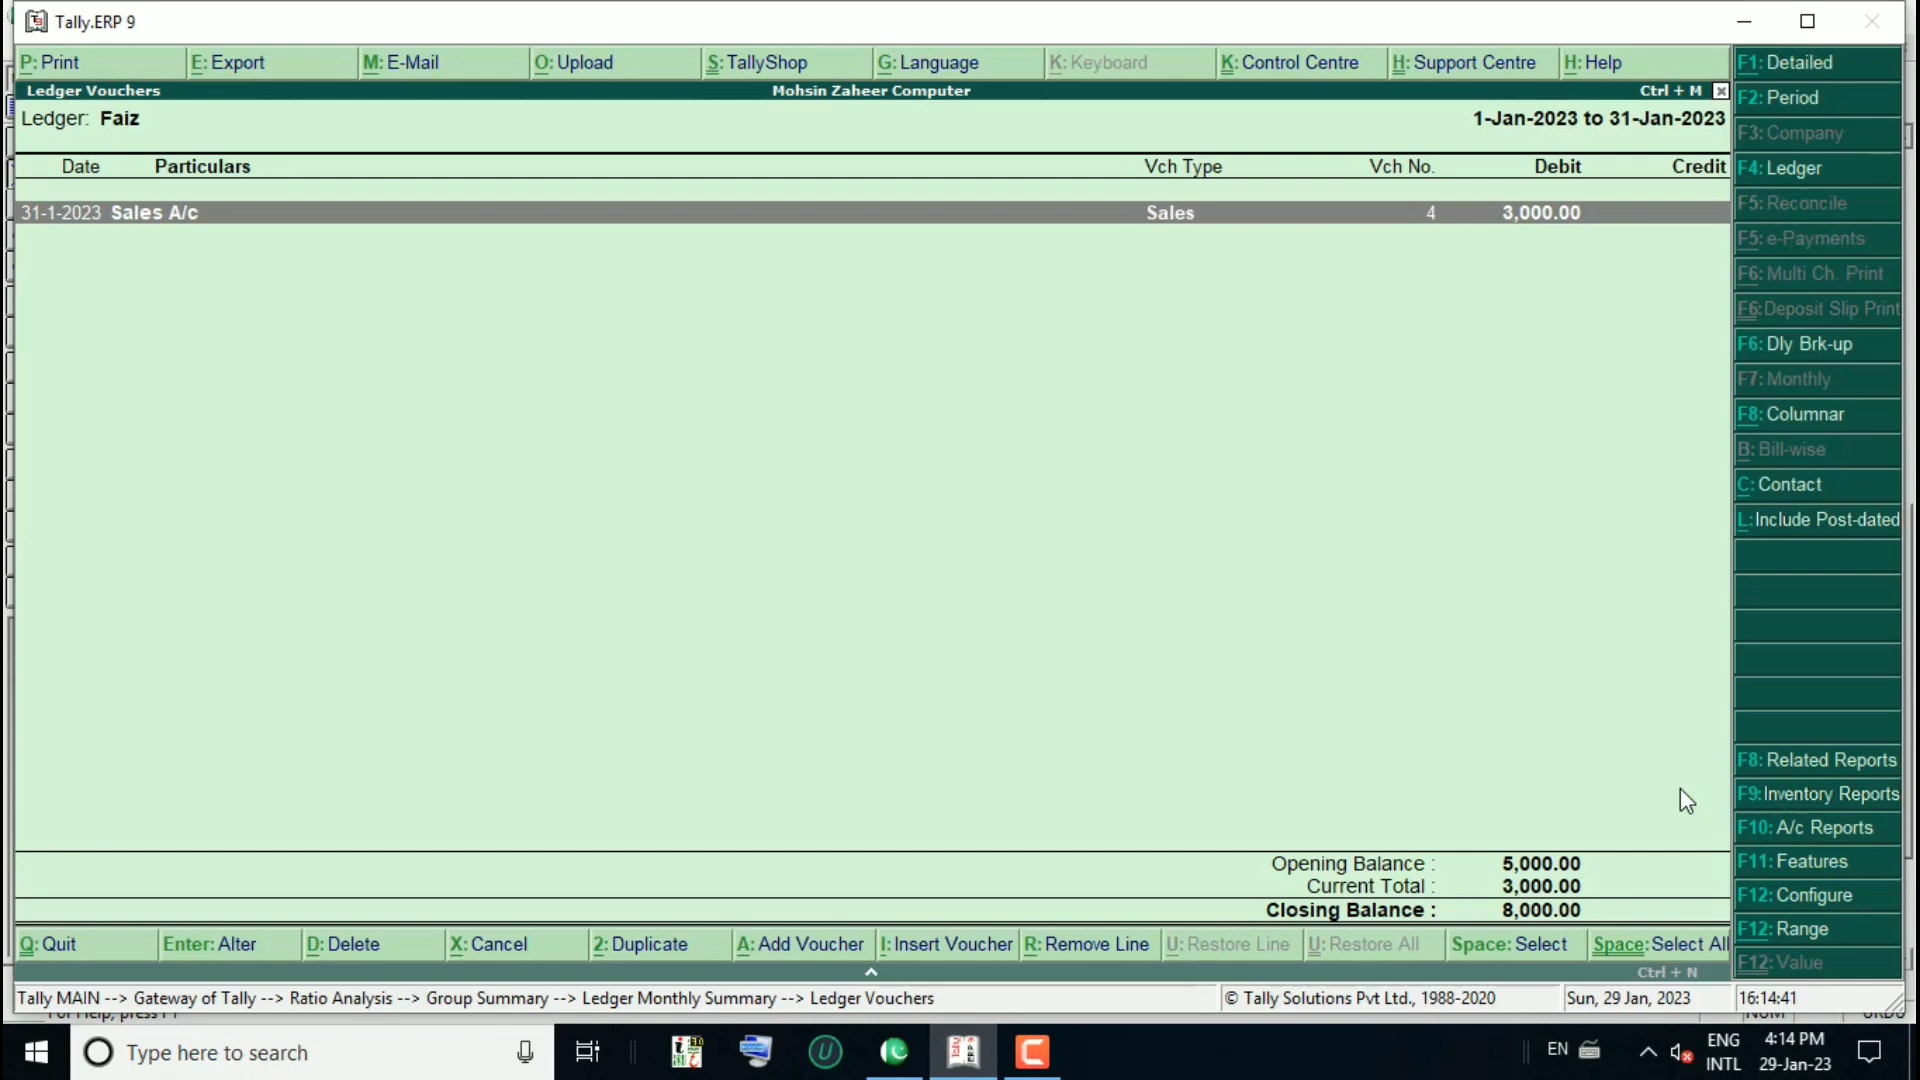 Tally.ERP 9
P: Print E: Export M: E-Mail O: Upload S: TallyShop G: Language K: Keyboard K: Control Centre H: Support Centre H: Help
Ledger Vouchers Mohsin Zaheer Computer Ctrl + M
Ledger: Faiz 1-Jan-2023 to 31-Jan-2023
Date Particulars Vch Type Vch No. Debit Credit
31-1-2023 Sales A/c Sales 4 3,000.00
Opening Balance : 5,000.00
Current Total : 3,000.00
Closing Balance : 8,000.00
Q: Quit Enter: Alter D: Delete X: Cancel 2: Duplicate A: Add Voucher I: Insert Voucher R: Remove Line U: Restore Line U: Restore All Space: Select Space: Select All
Ctrl + N
Tally MAIN --> Gateway of Tally --> Ratio Analysis --> Group Summary --> Ledger Monthly Summary --> Ledger Vouchers © Tally Solutions Pvt Ltd., 1988-2020 Sun, 29 Jan, 2023 16:14:41
F1: Detailed
F2: Period
F3: Company
F4: Ledger
F5: Reconcile
F5: e-Payments
F6: Multi Ch. Print
F6: Deposit Slip Print
F6: Dly Brk-up
F7: Monthly
F8: Columnar
B: Bill-wise
C: Contact
L: Include Post-dated
F8: Related Reports
F9: Inventory Reports
F10: A/c Reports
F11: Features
F12: Configure
F12: Range
F12: Value
Type here to search
EN
ENG
INTL
4:14 PM
29-Jan-23